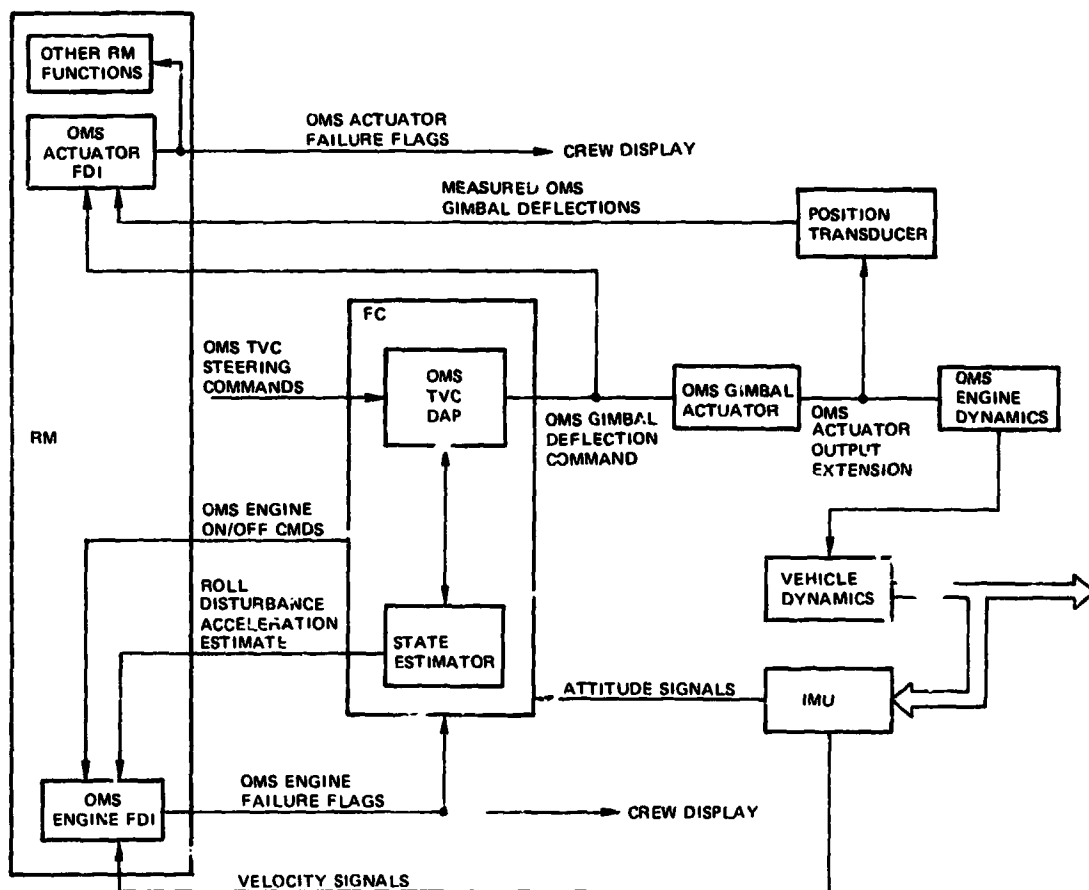 OTHER RM
FUNCTIONS
OMS
ACTUATOR
FDI
OMS ACTUATOR
FAILURE FLAGS
CREW DISPLAY
MEASURED OMS
GIMBAL DEFLECTIONS
POSITION
TRANSDUCER
FC
OMS TVC
STEERING
COMMANDS
OMS
TVC
DAP
OMS GIMBAL
DEFLECTION
COMMAND
OMS GIMBAL
ACTUATOR
OMS
ACTUATOR
OUTPUT
EXTENSION
OMS
ENGINE
DYNAMICS
RM
OMS ENGINE
ON/OFF CMDS
ROLL
DISTURBANCE
ACCELERATION
ESTIMATE
STATE
ESTIMATOR
VEHICLE
DYNAMICS
ATTITUDE SIGNALS
IMU
OMS
ENGINE FDI
OMS ENGINE
FAILURE FLAGS
CREW DISPLAY
VELOCITY SIGNALS